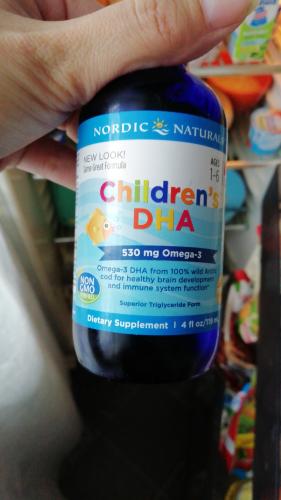 NORDIC NATURALS
NEW LOOK!
Same Great Formula
AGES
1-6
Children's
DHA
530 mg Omega-3
Omega-3 DHA from 100% wild Arctic
cod for healthy brain development
and immune system function*
NON
GMO
Superior Triglyceride Form
Dietary Supplement | 4 fl oz/119 ml